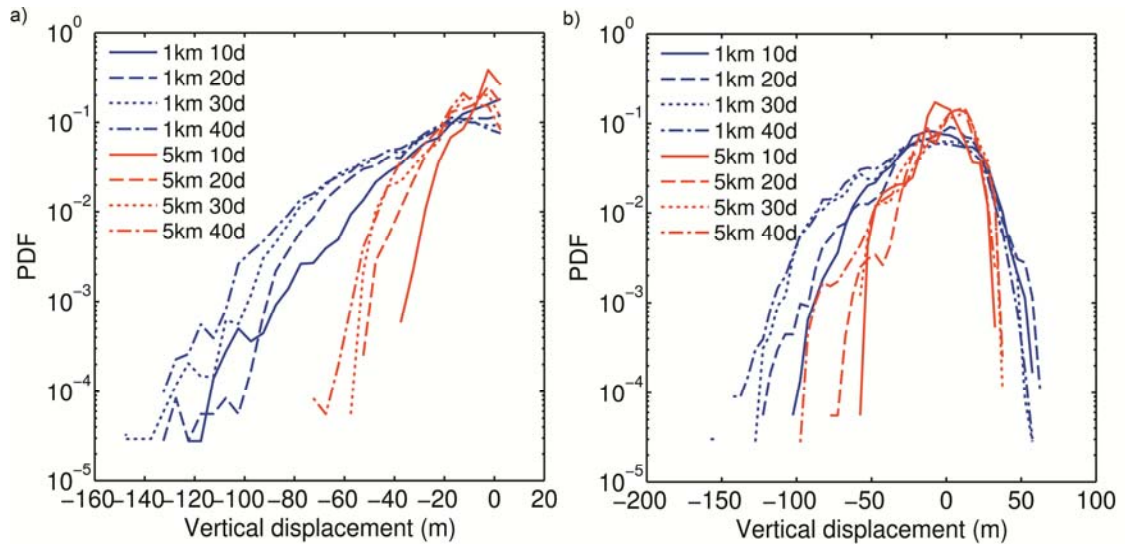 a)
PDF
10^0
10^-1
10^-2
10^-3
10^-4
10^-5
1km 10d
1km 20d
1km 30d
1km 40d
5km 10d
5km 20d
5km 30d
5km 40d
−160−140−120−100 −80 −60 −40 −20 0 20
Vertical displacement (m)
b)
PDF
10^0
10^-1
10^-2
10^-3
10^-4
10^-5
1km 10d
1km 20d
1km 30d
1km 40d
5km 10d
5km 20d
5km 30d
5km 40d
−200 −150 −100 −50 0 50 100
Vertical displacement (m)